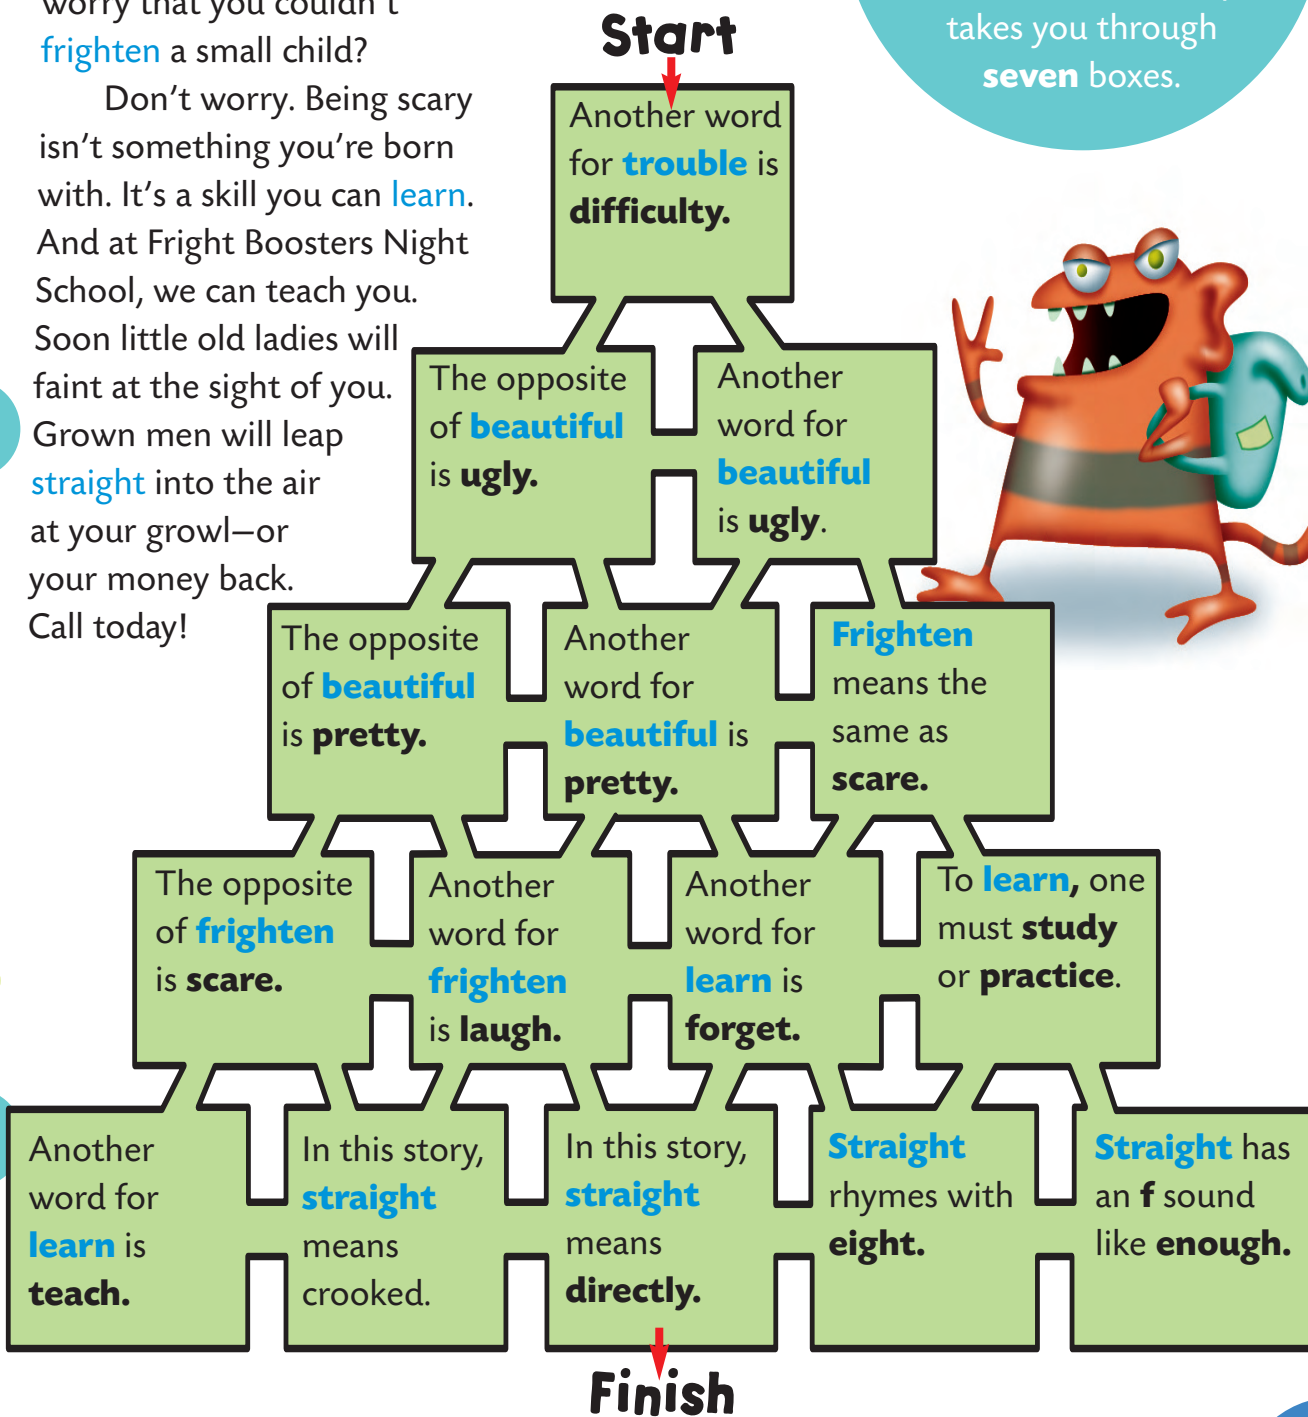 worry that you couldn't
frighten a small child?
Don't worry. Being scary
isn't something you're born
with. It's a skill you can learn.
And at Fright Boosters Night
School, we can teach you.
Soon little old ladies will
faint at the sight of you.
Grown men will leap
straight into the air
at your growl—or
your money back.
Call today!
takes you through
seven boxes.
Start
Another word
for trouble is
difficulty.
The opposite
of beautiful
is ugly.
Another
word for
beautiful
is ugly.
The opposite
of beautiful
is pretty.
Another
word for
beautiful is
pretty.
Frighten
means the
same as
scare.
The opposite
of frighten
is scare.
Another
word for
frighten
is laugh.
Another
word for
learn is
forget.
To learn, one
must study
or practice.
Another
word for
learn is
teach.
In this story,
straight
means
crooked.
In this story,
straight
means
directly.
Straight
rhymes with
eight.
Straight has
an f sound
like enough.
Finish